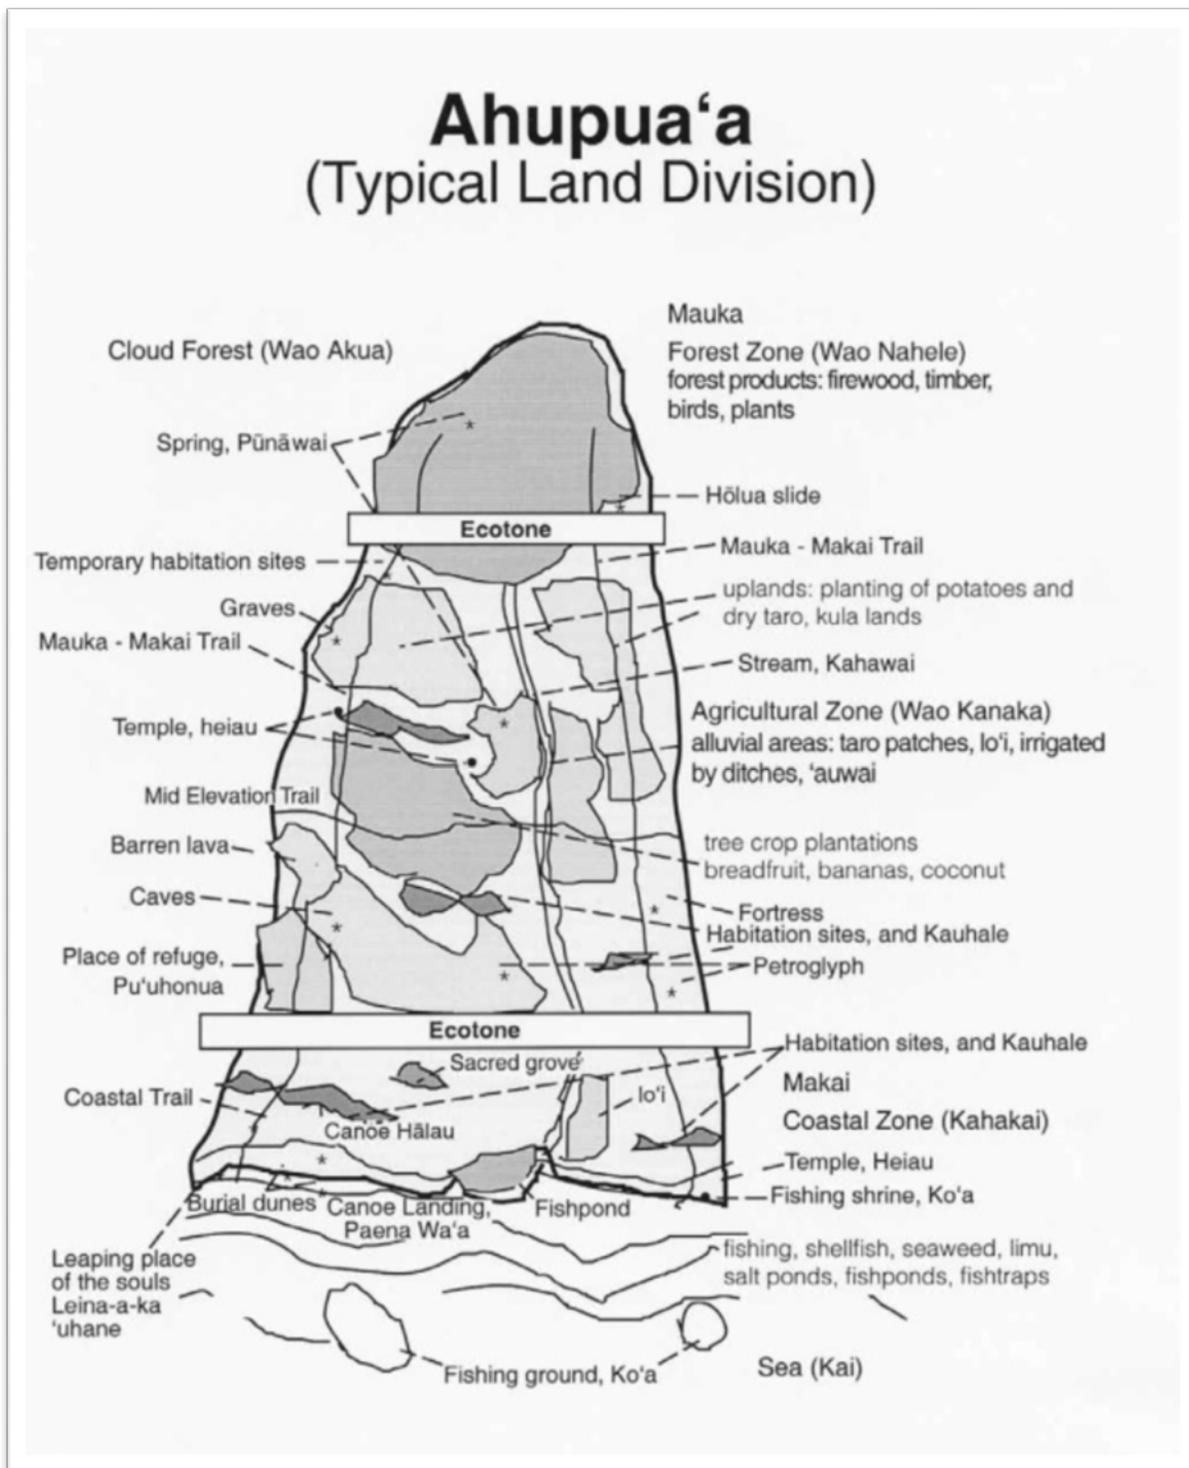 Ahupua‘a
(Typical Land Division)
Mauka
Cloud Forest (Wao Akua)
Forest Zone (Wao Nahele)
forest products: firewood, timber,
birds, plants
Spring, Pūnāwai
Hōlua slide
Ecotone
Mauka - Makai Trail
Temporary habitation sites
uplands: planting of potatoes and
dry taro, kula lands
Graves
Mauka - Makai Trail
Stream, Kahawai
Agricultural Zone (Wao Kanaka)
alluvial areas: taro patches, lo‘i, irrigated
by ditches, ‘auwai
Temple, heiau
Mid Elevation Trail
tree crop plantations
breadfruit, bananas, coconut
Barren lava
Caves
Fortress
Habitation sites, and Kauhale
Place of refuge,
Pu‘uhonua
Petroglyph
Ecotone
Habitation sites, and Kauhale
Sacred grove
Makai
lo‘i
Coastal Trail
Coastal Zone (Kahakai)
Canoe Hālau
Temple, Heiau
Fishing shrine, Ko‘a
Burial dunes
Canoe Landing,
Paena Wa‘a
Fishpond
Leaping place
of the souls
Leina-a-ka
‘uhane
fishing, shellfish, seaweed, limu,
salt ponds, fishponds, fishtraps
Fishing ground, Ko‘a
Sea (Kai)